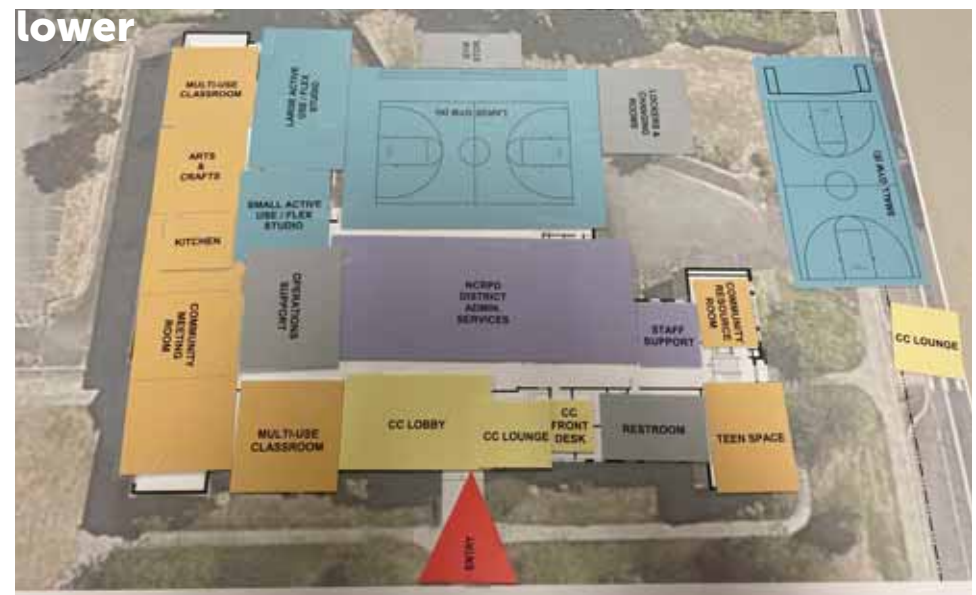 lower
MULTI-USE
CLASSROOM
LARGE ACTIVE
USE / FLEX
STUDIO
LARGE GYM (N)
LOCKERS &
CHANGING
ROOMS
SMALL GYM (S)
ARTS
&
CRAFTS
SMALL ACTIVE
USE / FLEX
STUDIO
KITCHEN
OPERATIONS
SUPPORT
NCRPD
DISTRICT
ADMIN.
SERVICES
COMMUNITY
MEETING
ROOM
STAFF
SUPPORT
COMMUNITY
RESOURCE
ROOM
CC LOUNGE
MULTI-USE
CLASSROOM
CC LOBBY
CC LOUNGE
CC
FRONT
DESK
RESTROOM
TEEN SPACE
ENTRY